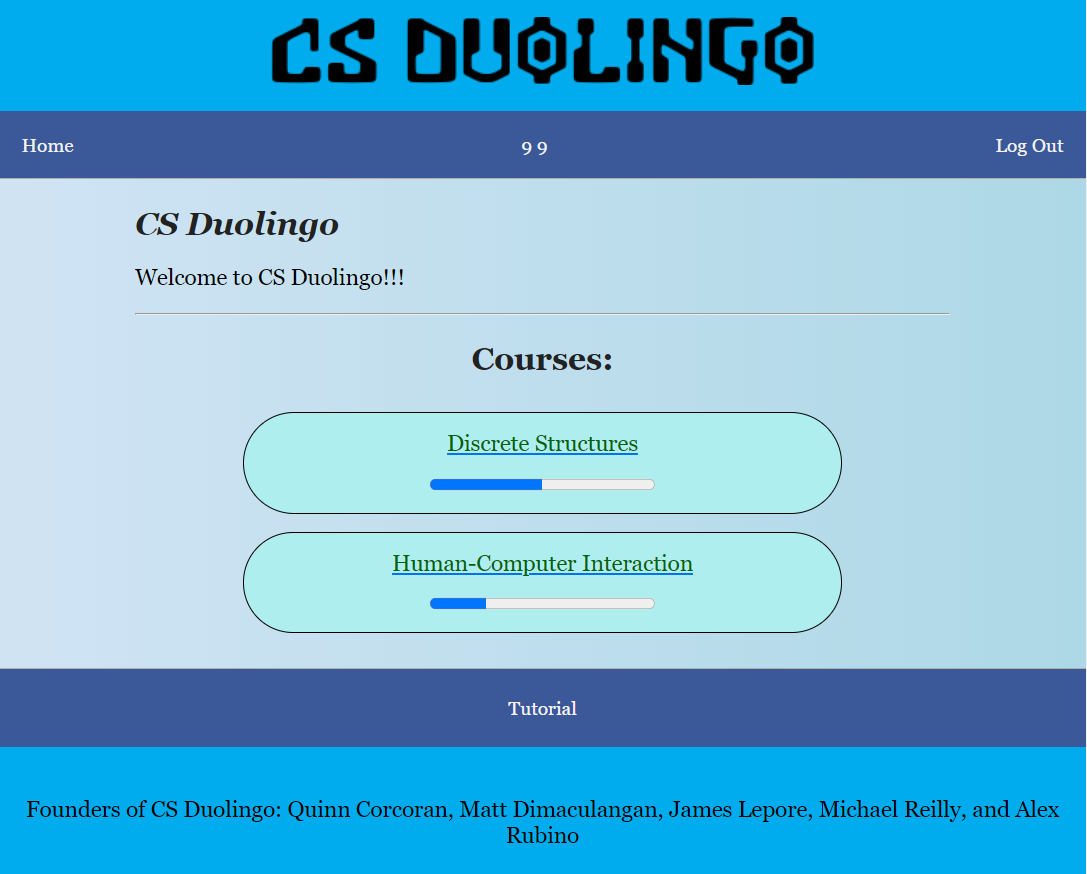 CS DUOLINGO
Home
9 9
Log Out
CS Duolingo
Welcome to CS Duolingo!!!
Courses:
Discrete Structures
Human-Computer Interaction
Tutorial
Founders of CS Duolingo: Quinn Corcoran, Matt Dimaculangan, James Lepore, Michael Reilly, and Alex
Rubino